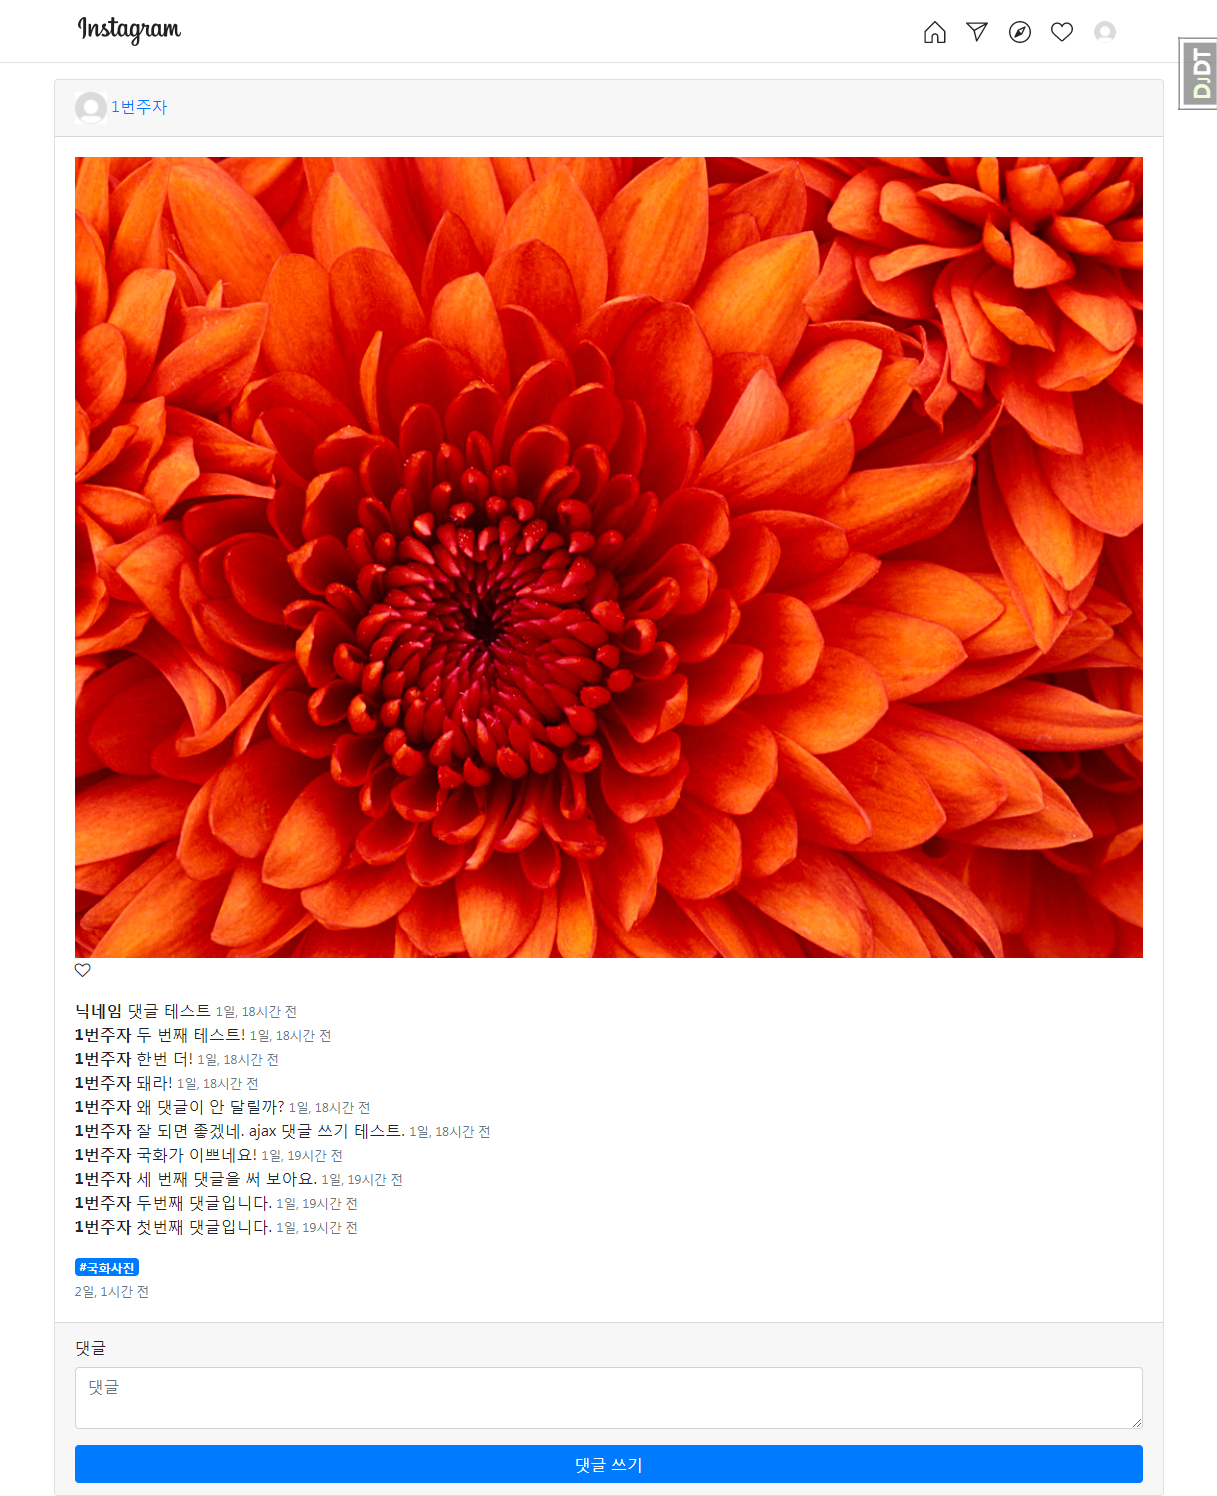 Instagram
DJDT
1번주자
닉네임 댓글 테스트 1일, 18시간 전
1번주자 두 번째 테스트! 1일, 18시간 전
1번주자 한번 더! 1일, 18시간 전
1번주자 돼라! 1일, 18시간 전
1번주자 왜 댓글이 안 달릴까? 1일, 18시간 전
1번주자 잘 되면 좋겠네. ajax 댓글 쓰기 테스트. 1일, 18시간 전
1번주자 국화가 이쁘네요! 1일, 19시간 전
1번주자 세 번째 댓글을 써 보아요. 1일, 19시간 전
1번주자 두번째 댓글입니다. 1일, 19시간 전
1번주자 첫번째 댓글입니다. 1일, 19시간 전
#국화사진
2일, 1시간 전
댓글
댓글
댓글 쓰기